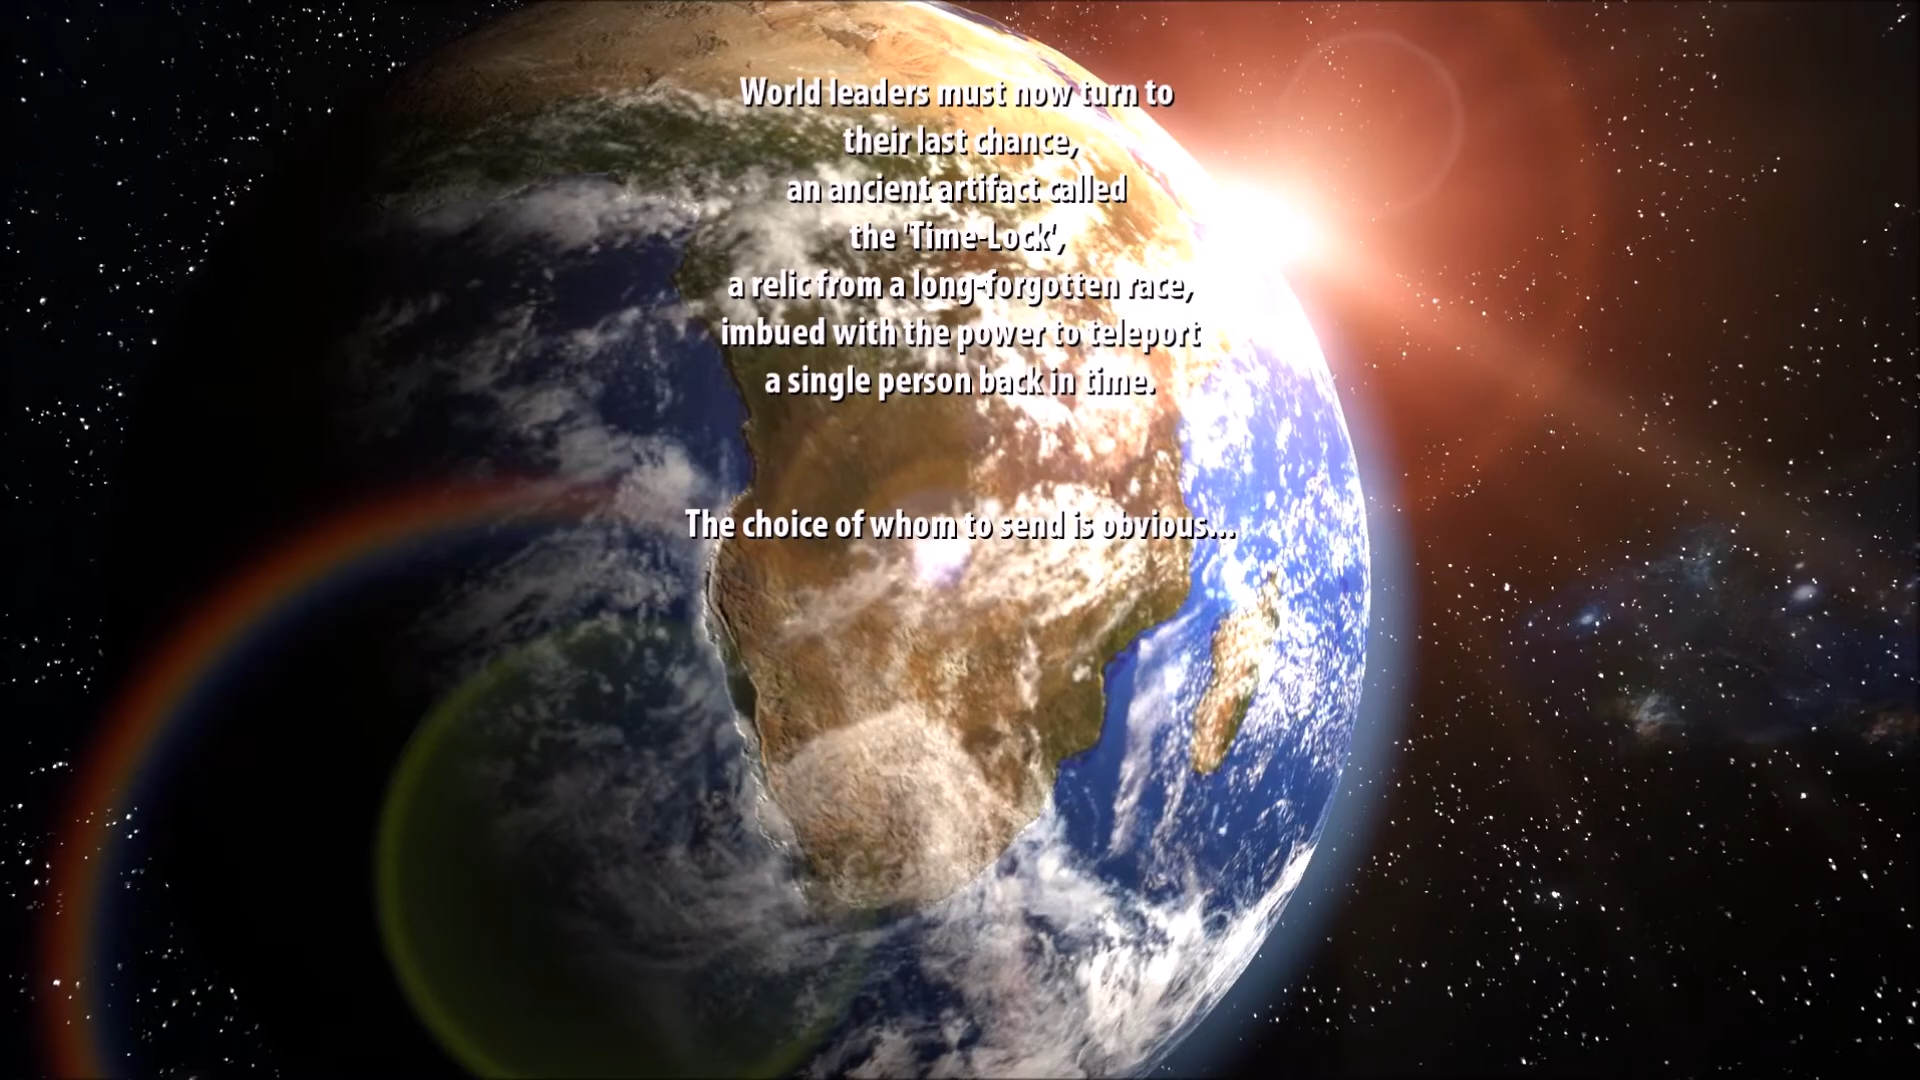 World leaders must now turn to
their last chance,
an ancient artifact called
the 'Time-Lock',
a relic from a long-forgotten race,
imbued with the power to teleport
a single person back in time.
The choice of whom to send is obvious...